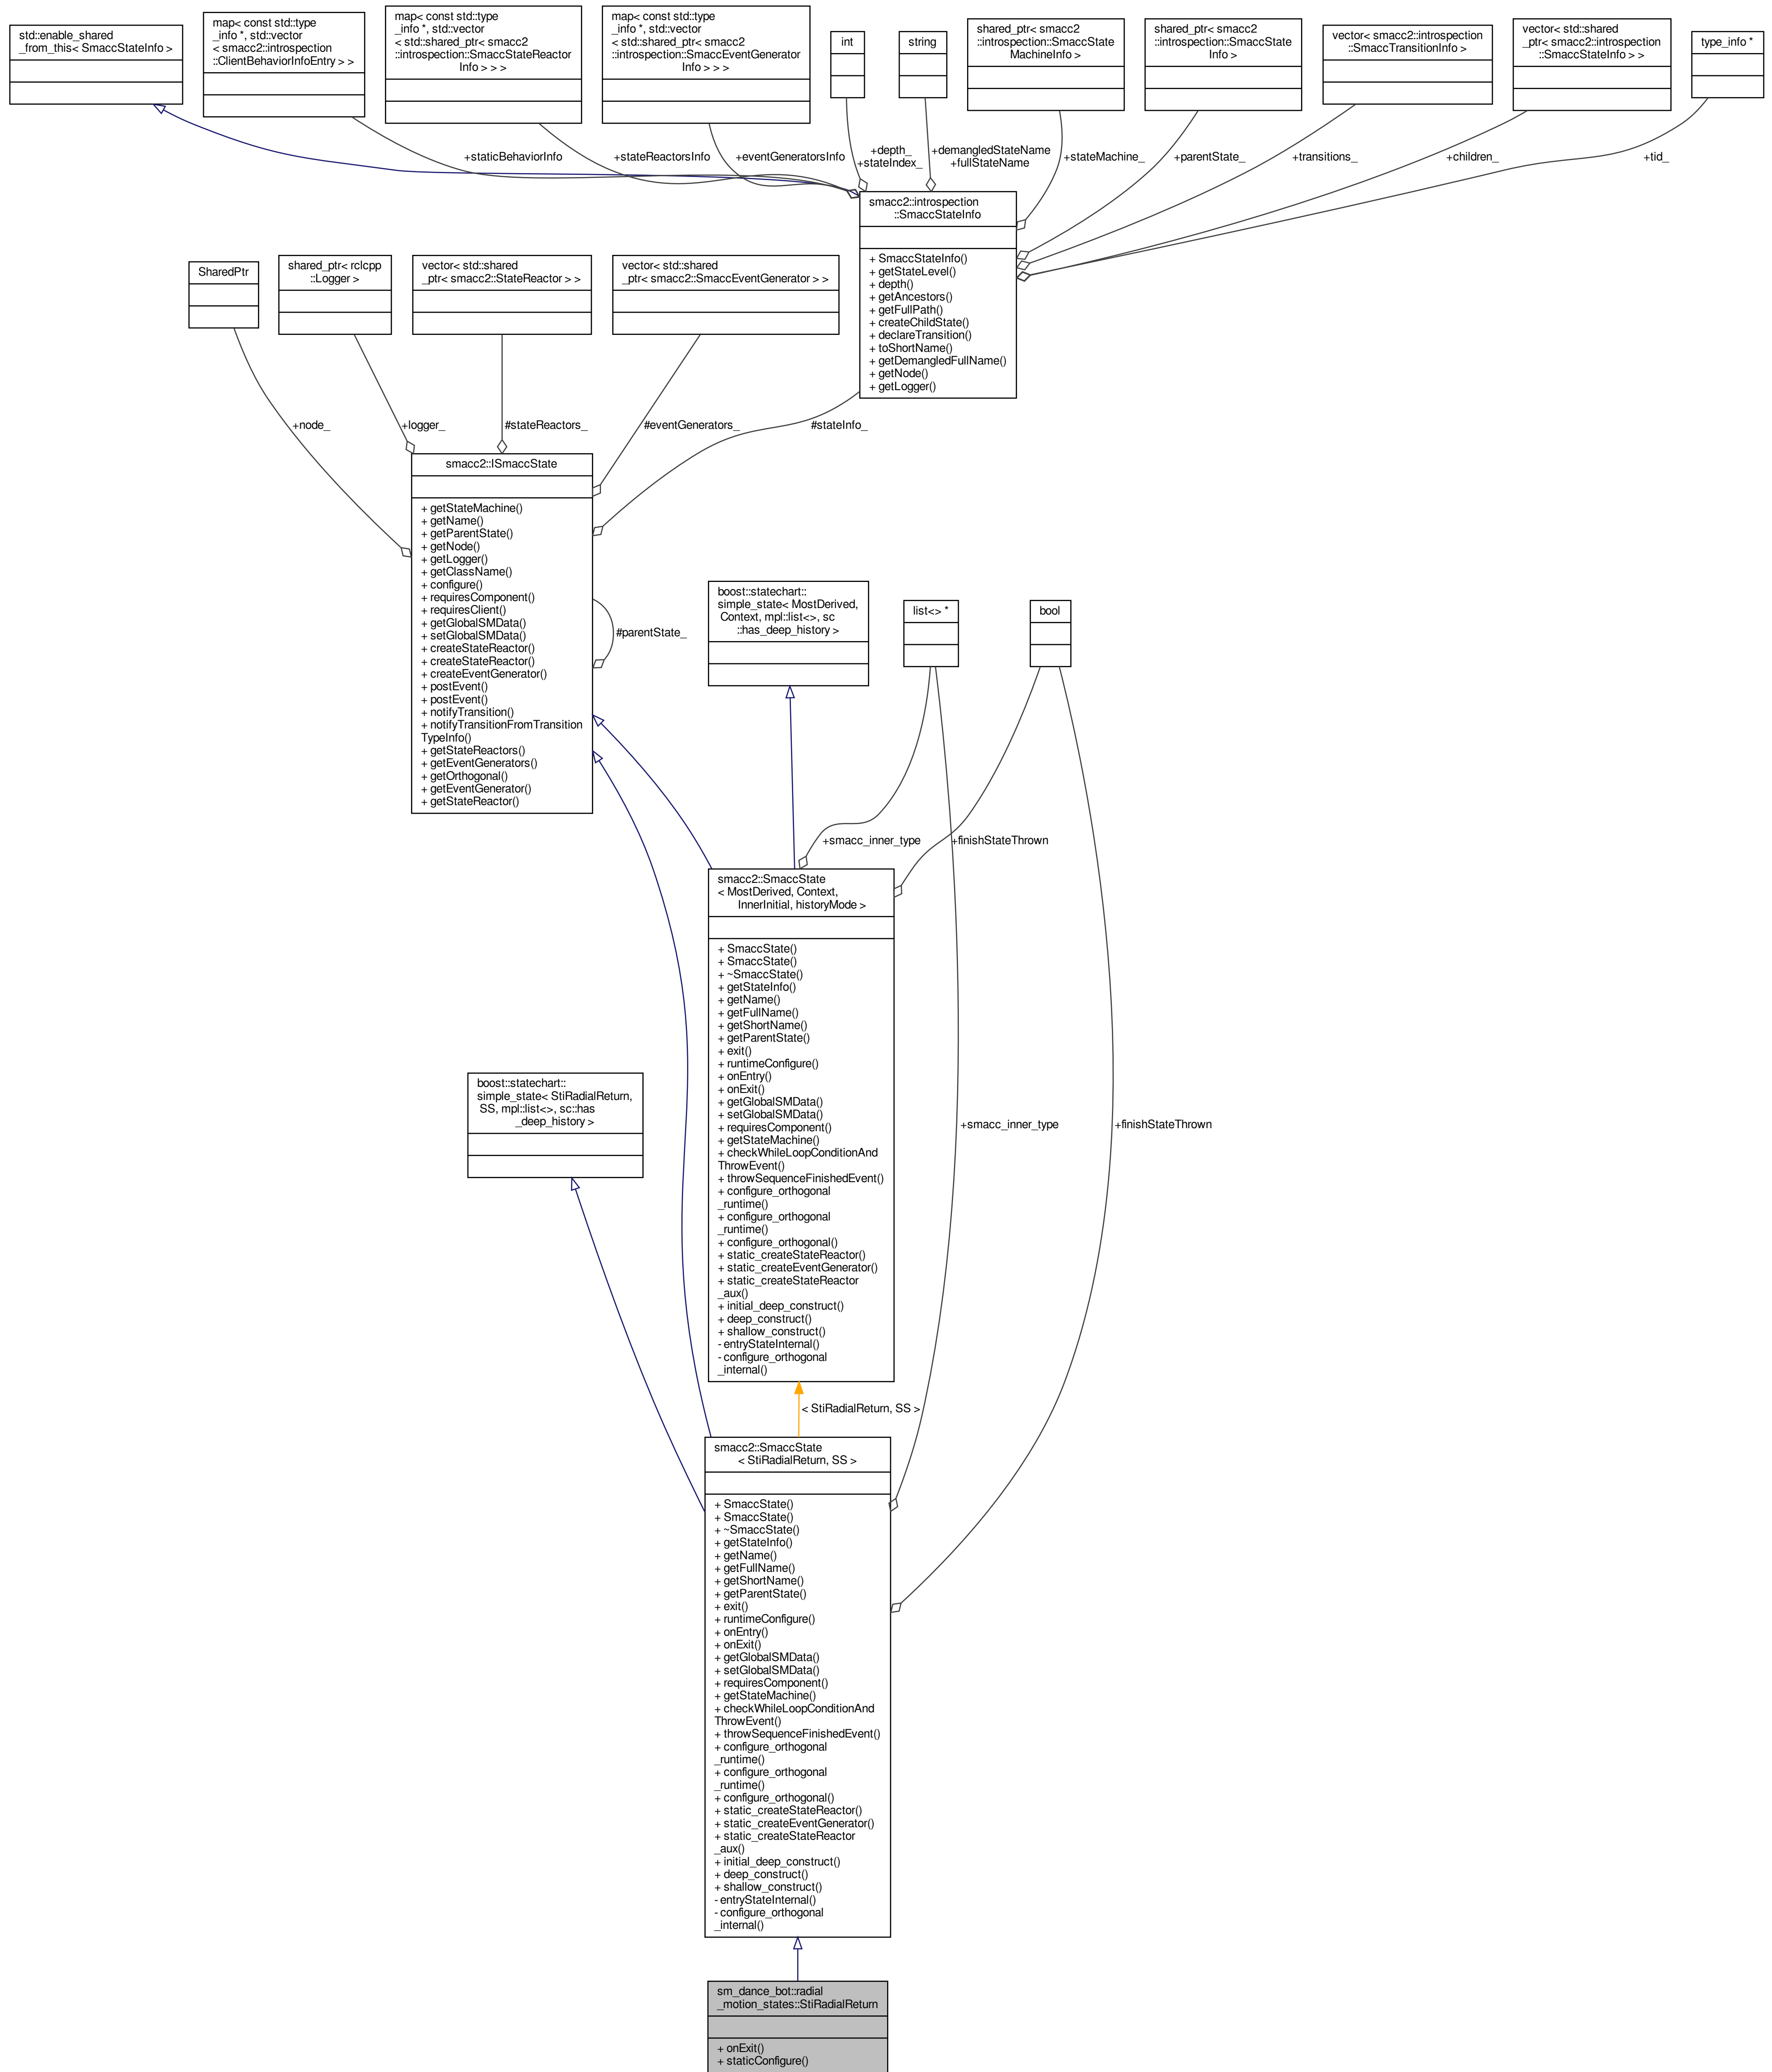 std::enable_shared
_from_this< SmaccStateInfo >
map< const std::type
_info *, std::vector
< smacc2::introspection
::ClientBehaviorInfoEntry > >
map< const std::type
_info *, std::vector
< std::shared_ptr< smacc2
::introspection::SmaccStateReactor
Info > > >
map< const std::type
_info *, std::vector
< std::shared_ptr< smacc2
::introspection::SmaccEventGenerator
Info > > >
int
string
shared_ptr< smacc2
::introspection::SmaccState
MachineInfo >
shared_ptr< smacc2
::introspection::SmaccState
Info >
vector< smacc2::introspection
::SmaccTransitionInfo >
vector< std::shared
_ptr< smacc2::introspection
::SmaccStateInfo > >
type_info *
+staticBehaviorInfo
+stateReactorsInfo
+eventGeneratorsInfo
+depth_
+stateIndex_
+demangledStateName
+fullStateName
+stateMachine_
+parentState_
+transitions_
+children_
+tid_
smacc2::introspection
::SmaccStateInfo
+ SmaccStateInfo()
+ getStateLevel()
+ depth()
+ getAncestors()
+ getFullPath()
+ createChildState()
+ declareTransition()
+ toShortName()
+ getDemangledFullName()
+ getNode()
+ getLogger()
SharedPtr
shared_ptr< rclcpp
::Logger >
vector< std::shared
_ptr< smacc2::StateReactor > >
vector< std::shared
_ptr< smacc2::SmaccEventGenerator > >
+node_
+logger_
#stateReactors_
#eventGenerators_
#stateInfo_
smacc2::ISmaccState
+ getStateMachine()
+ getName()
+ getParentState()
+ getNode()
+ getLogger()
+ getClassName()
+ configure()
+ requiresComponent()
+ requiresClient()
+ getGlobalSMData()
+ setGlobalSMData()
+ createStateReactor()
+ createStateReactor()
+ createEventGenerator()
+ postEvent()
+ postEvent()
+ notifyTransition()
+ notifyTransitionFromTransition
TypeInfo()
+ getStateReactors()
+ getEventGenerators()
+ getOrthogonal()
+ getEventGenerator()
+ getStateReactor()
#parentState_
boost::statechart::
simple_state< MostDerived,
Context, mpl::list<>, sc
::has_deep_history >
list<> *
bool
+smacc_inner_type
+finishStateThrown
smacc2::SmaccState
< MostDerived, Context,
InnerInitial, historyMode >
+ SmaccState()
+ SmaccState()
+ ~SmaccState()
+ getStateInfo()
+ getName()
+ getFullName()
+ getShortName()
+ getParentState()
+ exit()
+ runtimeConfigure()
+ onEntry()
+ onExit()
+ getGlobalSMData()
+ setGlobalSMData()
+ requiresComponent()
+ getStateMachine()
+ checkWhileLoopConditionAnd
ThrowEvent()
+ throwSequenceFinishedEvent()
+ configure_orthogonal
_runtime()
+ configure_orthogonal
_runtime()
+ configure_orthogonal()
+ static_createStateReactor()
+ static_createEventGenerator()
+ static_createStateReactor
_aux()
+ initial_deep_construct()
+ deep_construct()
+ shallow_construct()
- entryStateInternal()
- configure_orthogonal
_internal()
boost::statechart::
simple_state< StiRadialReturn,
SS, mpl::list<>, sc::has
_deep_history >
+smacc_inner_type
+finishStateThrown
< StiRadialReturn, SS >
smacc2::SmaccState
< StiRadialReturn, SS >
+ SmaccState()
+ SmaccState()
+ ~SmaccState()
+ getStateInfo()
+ getName()
+ getFullName()
+ getShortName()
+ getParentState()
+ exit()
+ runtimeConfigure()
+ onEntry()
+ onExit()
+ getGlobalSMData()
+ setGlobalSMData()
+ requiresComponent()
+ getStateMachine()
+ checkWhileLoopConditionAnd
ThrowEvent()
+ throwSequenceFinishedEvent()
+ configure_orthogonal
_runtime()
+ configure_orthogonal
_runtime()
+ configure_orthogonal()
+ static_createStateReactor()
+ static_createEventGenerator()
+ static_createStateReactor
_aux()
+ initial_deep_construct()
+ deep_construct()
+ shallow_construct()
- entryStateInternal()
- configure_orthogonal
_internal()
sm_dance_bot::radial
_motion_states::StiRadialReturn
+ onExit()
+ staticConfigure()